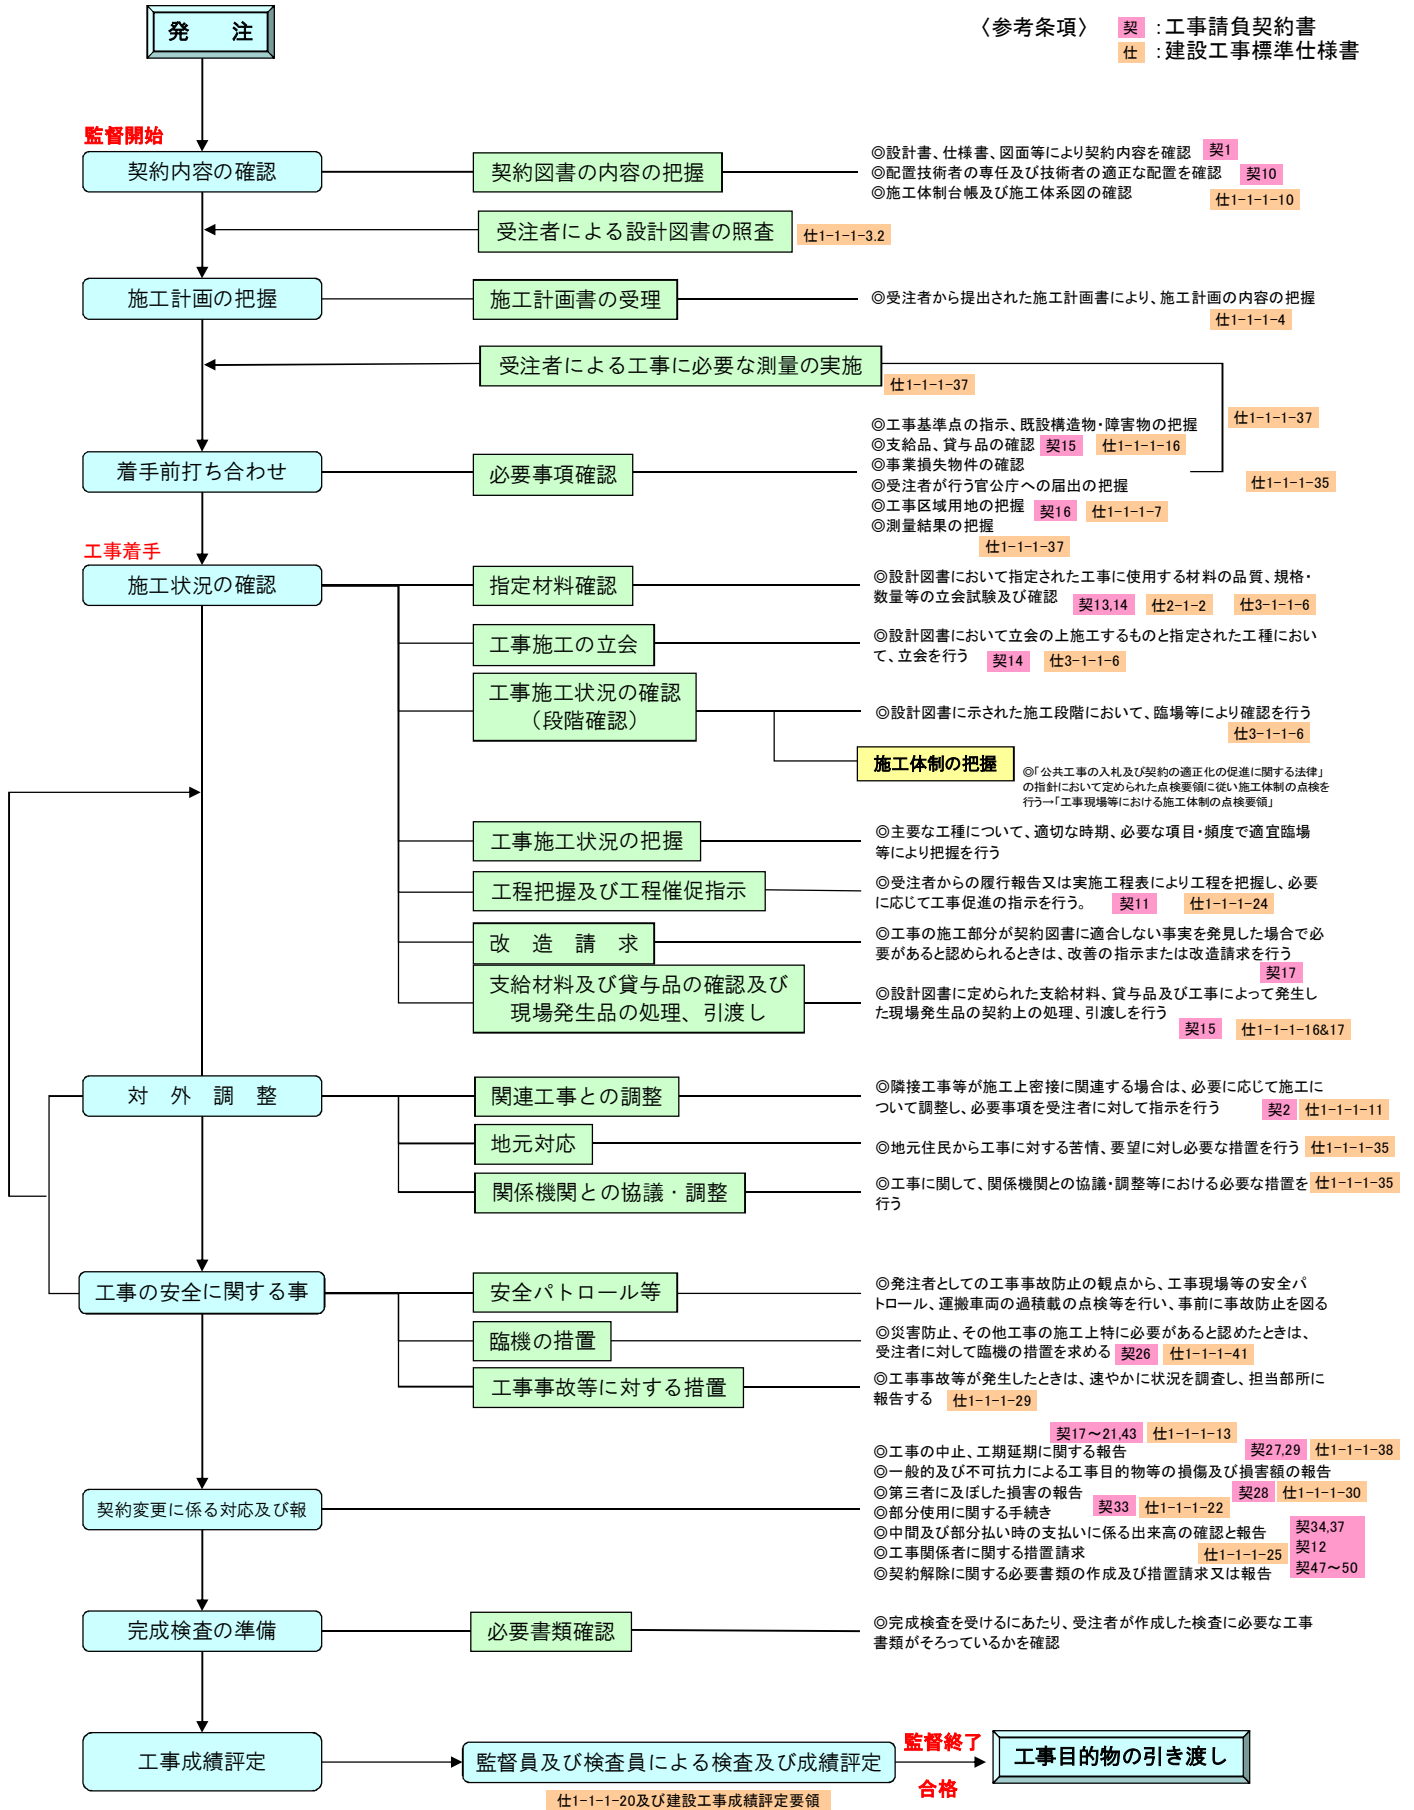 発　注
〈参考条項〉 契 ：工事請負契約書
仕 ：建設工事標準仕様書
監督開始
契約内容の確認
契約図書の内容の把握
◎設計書、仕様書、図面等により契約内容を確認 契1
◎配置技術者の専任及び技術者の適正な配置を確認 契10
◎施工体制台帳及び施工体系図の確認 仕1-1-1-10
受注者による設計図書の照査 仕1-1-1-3.2
施工計画の把握
施工計画書の受理
◎受注者から提出された施工計画書により、施工計画の内容の把握
仕1-1-1-4
受注者による工事に必要な測量の実施
仕1-1-1-37
仕1-1-1-37
着手前打ち合わせ
必要事項確認
◎工事基準点の指示、既設構造物・障害物の把握
◎支給品、貸与品の確認 契15 仕1-1-1-16
◎事業損失物件の確認
◎受注者が行う官公庁への届出の把握 仕1-1-1-35
◎工事区域用地の把握 契16 仕1-1-1-7
◎測量結果の把握
仕1-1-1-37
工事着手
施工状況の確認
指定材料確認
◎設計図書において指定された工事に使用する材料の品質、規格・
数量等の立会試験及び確認 契13,14 仕2-1-2 仕3-1-1-6
工事施工の立会
◎設計図書において立会の上施工するものと指定された工種におい
て、立会を行う 契14 仕3-1-1-6
工事施工状況の確認
（段階確認）
◎設計図書に示された施工段階において、臨場等により確認を行う
仕3-1-1-6
施工体制の把握
◎「公共工事の入札及び契約の適正化の促進に関する法律」
の指針において定められた点検要領に従い施工体制の点検を
行う→「工事現場等における施工体制の点検要領」
工事施工状況の把握
◎主要な工種について、適切な時期、必要な項目・頻度で適宜臨場
等により把握を行う
工程把握及び工程催促指示
◎受注者からの履行報告又は実施工程表により工程を把握し、必要
に応じて工事促進の指示を行う。 契11 仕1-1-1-24
改　造　請　求
◎工事の施工部分が契約図書に適合しない事実を発見した場合で必
要があると認められるときは、改善の指示または改造請求を行う
契17
支給材料及び貸与品の確認及び
現場発生品の処理、引渡し
◎設計図書に定められた支給材料、貸与品及び工事によって発生し
た現場発生品の契約上の処理、引渡しを行う
契15 仕1-1-1-16&17
対　外　調　整
関連工事との調整
◎隣接工事等が施工上密接に関連する場合は、必要に応じて施工に
ついて調整し、必要事項を受注者に対して指示を行う 契2 仕1-1-1-11
地元対応
◎地元住民から工事に対する苦情、要望に対し必要な措置を行う 仕1-1-1-35
関係機関との協議・調整
◎工事に関して、関係機関との協議・調整等における必要な措置を 仕1-1-1-35
行う
工事の安全に関する事
安全パトロール等
◎発注者としての工事事故防止の観点から、工事現場等の安全パ
トロール、運搬車両の過積載の点検等を行い、事前に事故防止を図る
臨機の措置
◎災害防止、その他工事の施工上特に必要があると認めたときは、
受注者に対して臨機の措置を求める 契26 仕1-1-1-41
工事事故等に対する措置
◎工事事故等が発生したときは、速やかに状況を調査し、担当部所に
報告する 仕1-1-1-29
契17～21,43 仕1-1-1-13
契約変更に係る対応及び報
◎工事の中止、工期延期に関する報告 契27,29 仕1-1-1-38
◎一般的及び不可抗力による工事目的物等の損傷及び損害額の報告
◎第三者に及ぼした損害の報告 契28 仕1-1-1-30
◎部分使用に関する手続き 契33 仕1-1-1-22
◎中間及び部分払い時の支払いに係る出来高の確認と報告 契34,37
◎工事関係者に関する措置請求 仕1-1-1-25 契12
◎契約解除に関する必要書類の作成及び措置請求又は報告 契47～50
完成検査の準備
必要書類確認
◎完成検査を受けるにあたり、受注者が作成した検査に必要な工事
書類がそろっているかを確認
工事成績評定
監督員及び検査員による検査及び成績評定
監督終了
合格
工事目的物の引き渡し
仕1-1-1-20及び建設工事成績評定要領